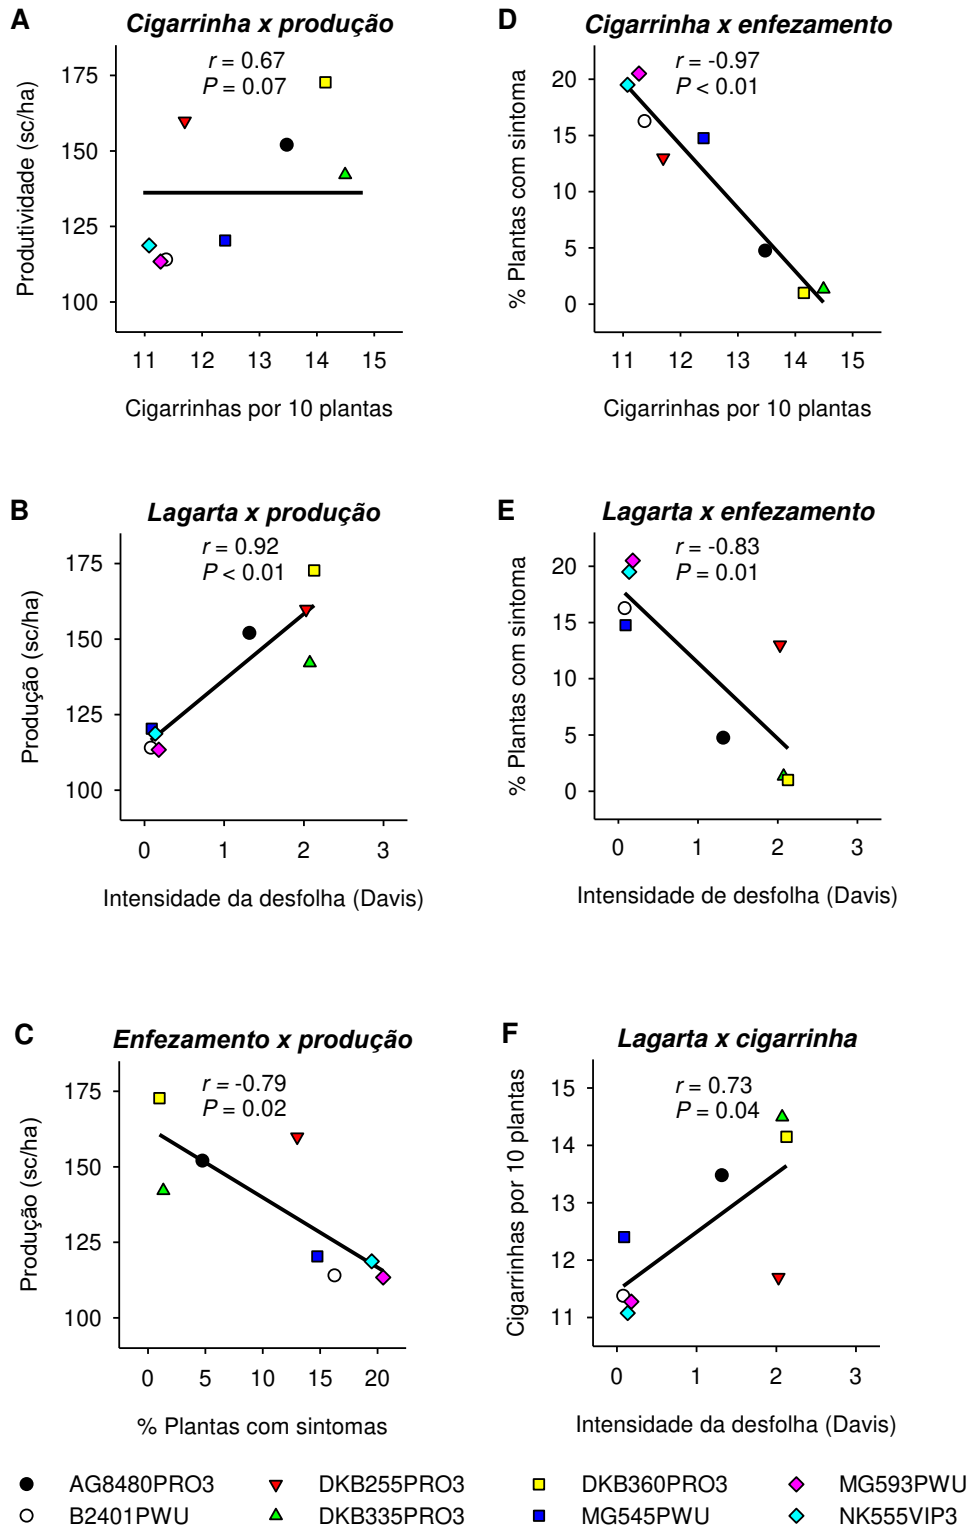 A
Cigarrinha x produção
r = 0.67
P = 0.07
Produtividade (sc/ha)
175
150
125
100
11 12 13 14 15
Cigarrinhas por 10 plantas
D
Cigarrinha x enfezamento
r = -0.97
P < 0.01
% Plantas com sintoma
20
15
10
5
0
11 12 13 14 15
Cigarrinhas por 10 plantas
B
Lagarta x produção
r = 0.92
P < 0.01
Produção (sc/ha)
175
150
125
100
0 1 2 3
Intensidade da desfolha (Davis)
E
Lagarta x enfezamento
r = -0.83
P = 0.01
% Plantas com sintoma
20
15
10
5
0
0 1 2 3
Intensidade de desfolha (Davis)
C
Enfezamento x produção
r = -0.79
P = 0.02
Produção (sc/ha)
175
150
125
100
0 5 10 15 20
% Plantas com sintomas
F
Lagarta x cigarrinha
r = 0.73
P = 0.04
Cigarrinhas por 10 plantas
15
14
13
12
11
0 1 2 3
Intensidade da desfolha (Davis)
AG8480PRO3 DKB255PRO3 DKB360PRO3 MG593PWU
B2401PWU DKB335PRO3 MG545PWU NK555VIP3